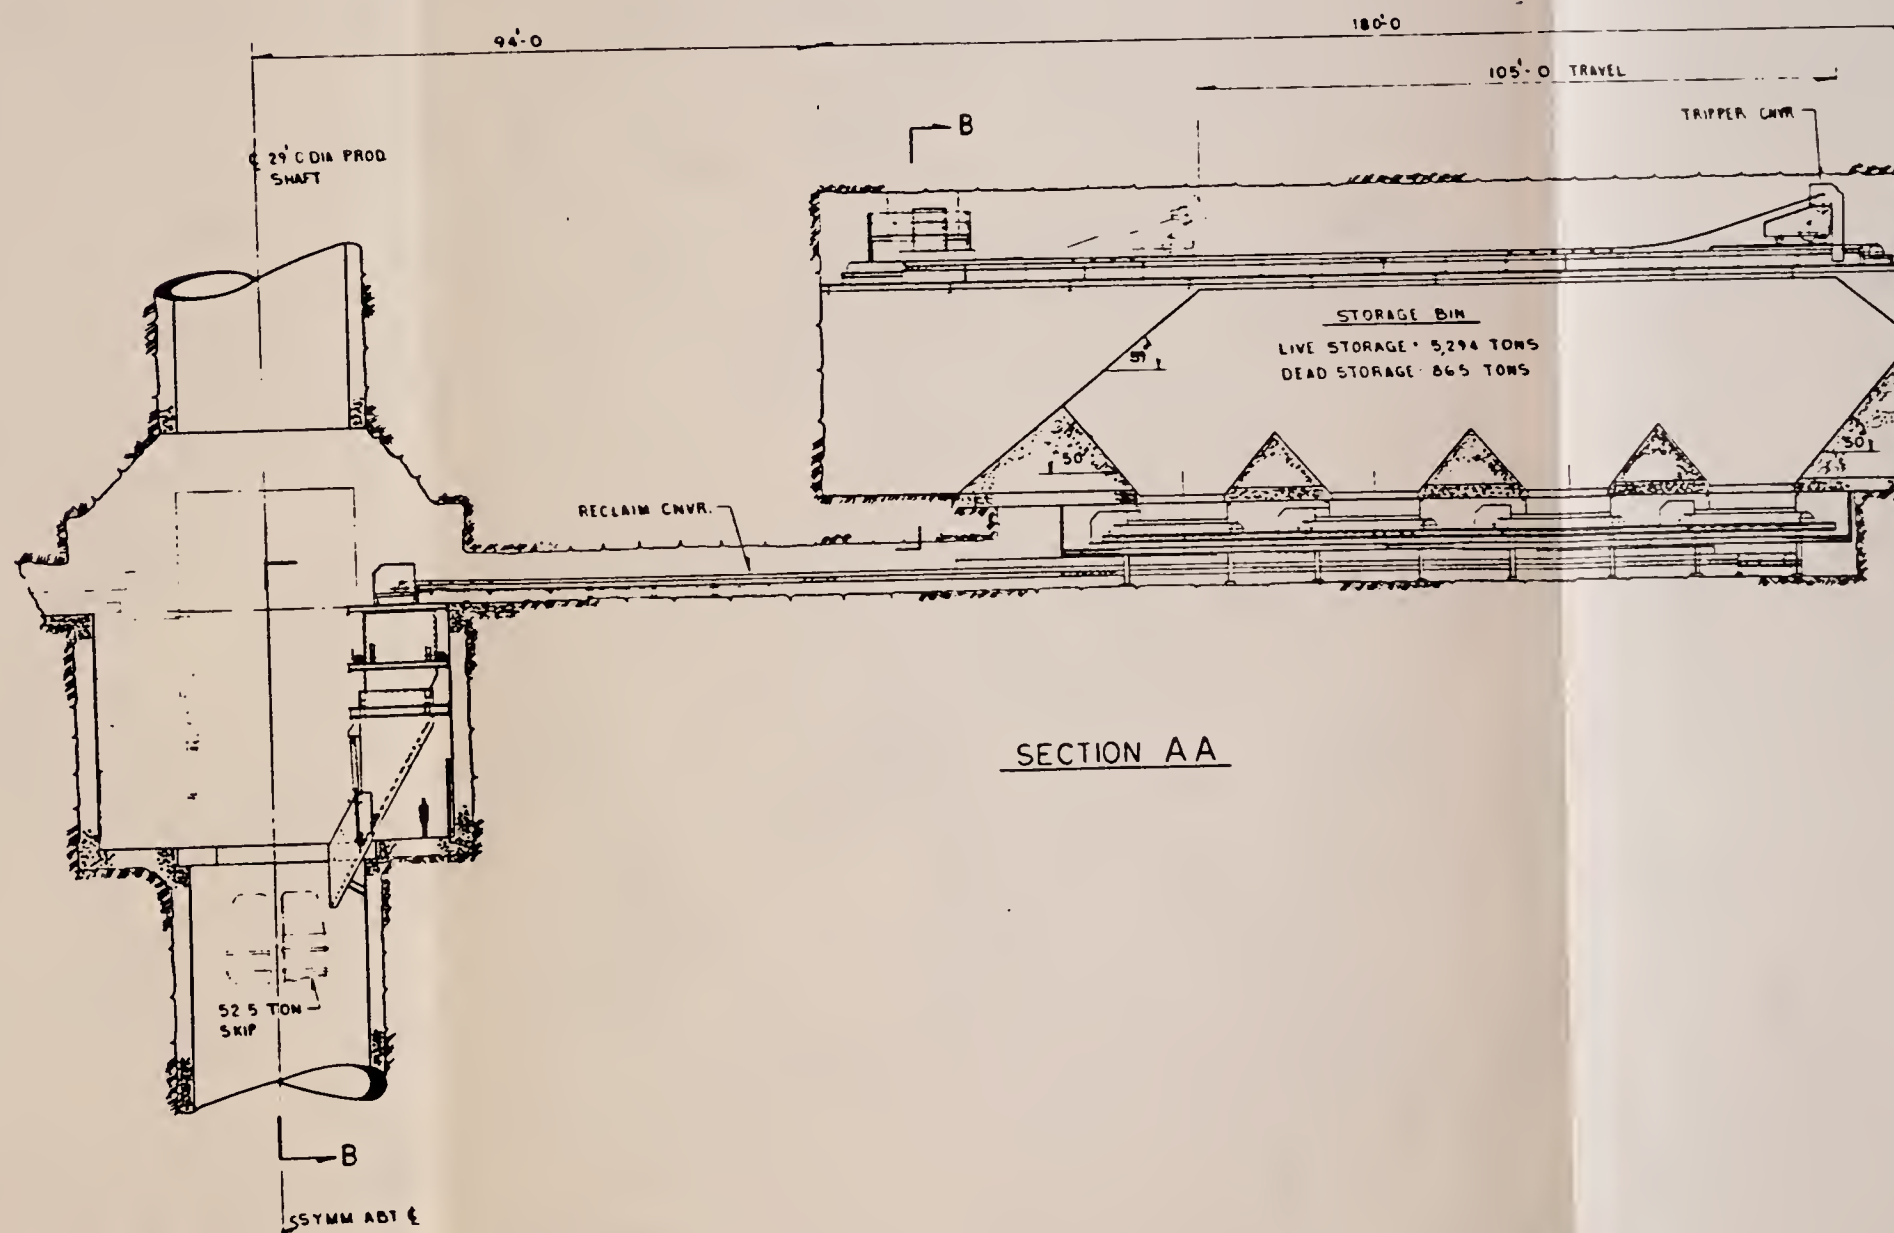 94'-0
180'-0
105'-0 TRAVEL
TRIPPER CNVR
B
℄ 29' DIA PROD.
SHAFT
STORAGE BIN
LIVE STORAGE · 5,294 TONS
DEAD STORAGE · 865 TONS
50°
50°
RECLAIM CNVR.
SECTION AA
52.5 TON
SKIP
B
SYMM ABT ℄